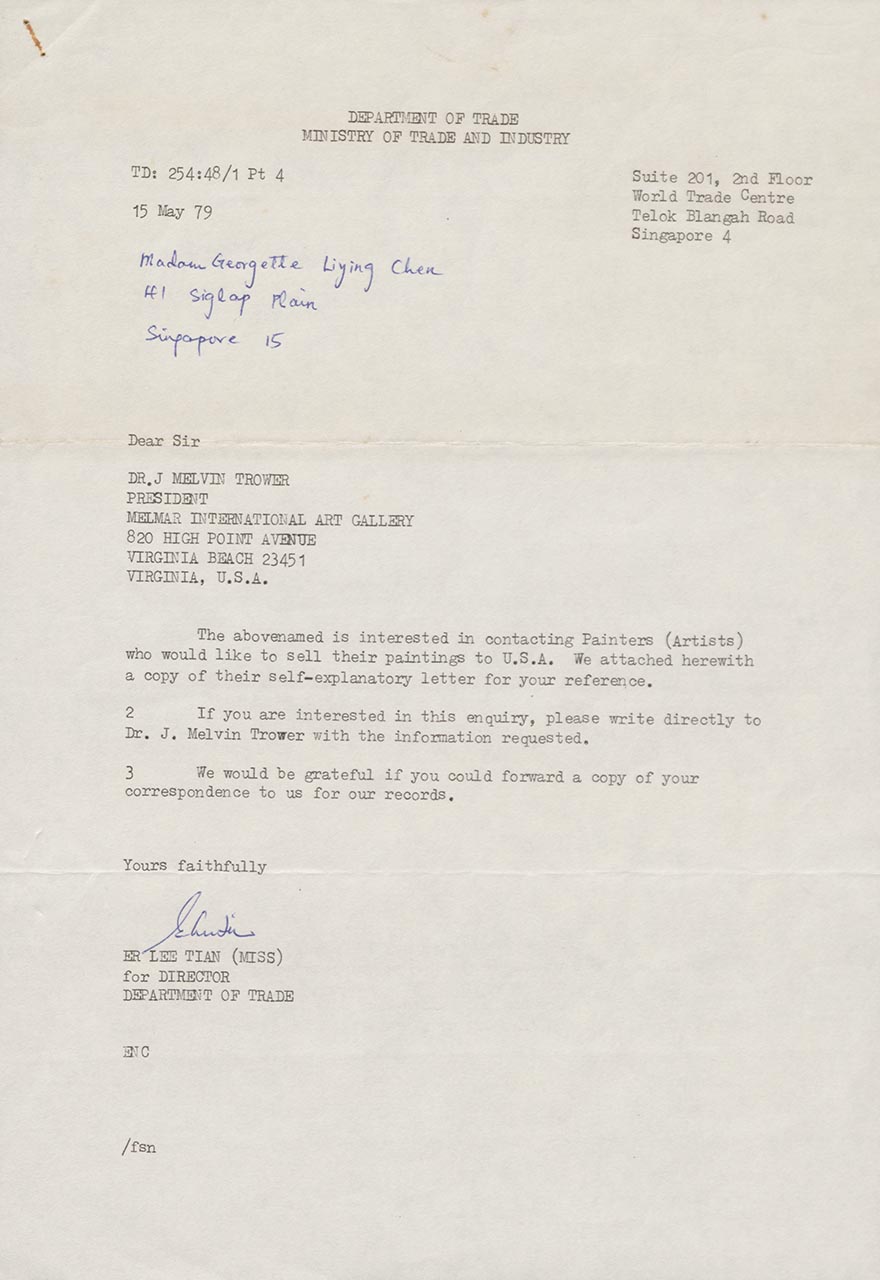 DEPARTMENT OF TRADE
MINISTRY OF TRADE AND INDUSTRY
TD: 254:48/1 Pt 4
15 May 79
Suite 201, 2nd Floor
World Trade Centre
Telok Blangah Road
Singapore 4
Madam Georgette Liying Chen
#1 Siglap Plain
Singapore 15
Dear Sir
DR.J MELVIN TROWER
PRESIDENT
MELMAR INTERNATIONAL ART GALLERY
820 HIGH POINT AVENUE
VIRGINIA BEACH 23451
VIRGINIA, U.S.A.
The abovenamed is interested in contacting Painters (Artists)
who would like to sell their paintings to U.S.A. We attached herewith
a copy of their self-explanatory letter for your reference.
2 If you are interested in this enquiry, please write directly to
Dr. J. Melvin Trower with the information requested.
3 We would be grateful if you could forward a copy of your
correspondence to us for our records.
Yours faithfully
ER LEE TIAN (MISS)
for DIRECTOR
DEPARTMENT OF TRADE
ENC
/fsn